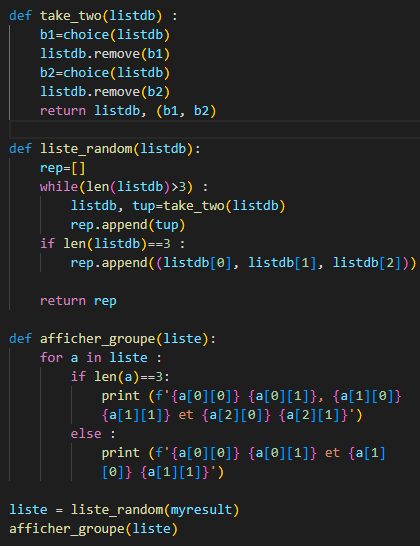 def take_two(listdb) :
    b1=choice(listdb)
    listdb.remove(b1)
    b2=choice(listdb)
    listdb.remove(b2)
    return listdb, (b1, b2)

def liste_random(listdb):
    rep=[]
    while(len(listdb)>3) :
        listdb, tup=take_two(listdb)
        rep.append(tup)
    if len(listdb)==3 :
        rep.append((listdb[0], listdb[1], listdb[2]))

    return rep

def afficher_groupe(liste):
    for a in liste :
        if len(a)==3:
            print (f'{a[0][0]} {a[0][1]}, {a[1][0]}
            {a[1][1]} et {a[2][0]} {a[2][1]}')
        else :
            print (f'{a[0][0]} {a[0][1]} et {a[1]
            [0]} {a[1][1]}')

liste = liste_random(myresult)
afficher_groupe(liste)